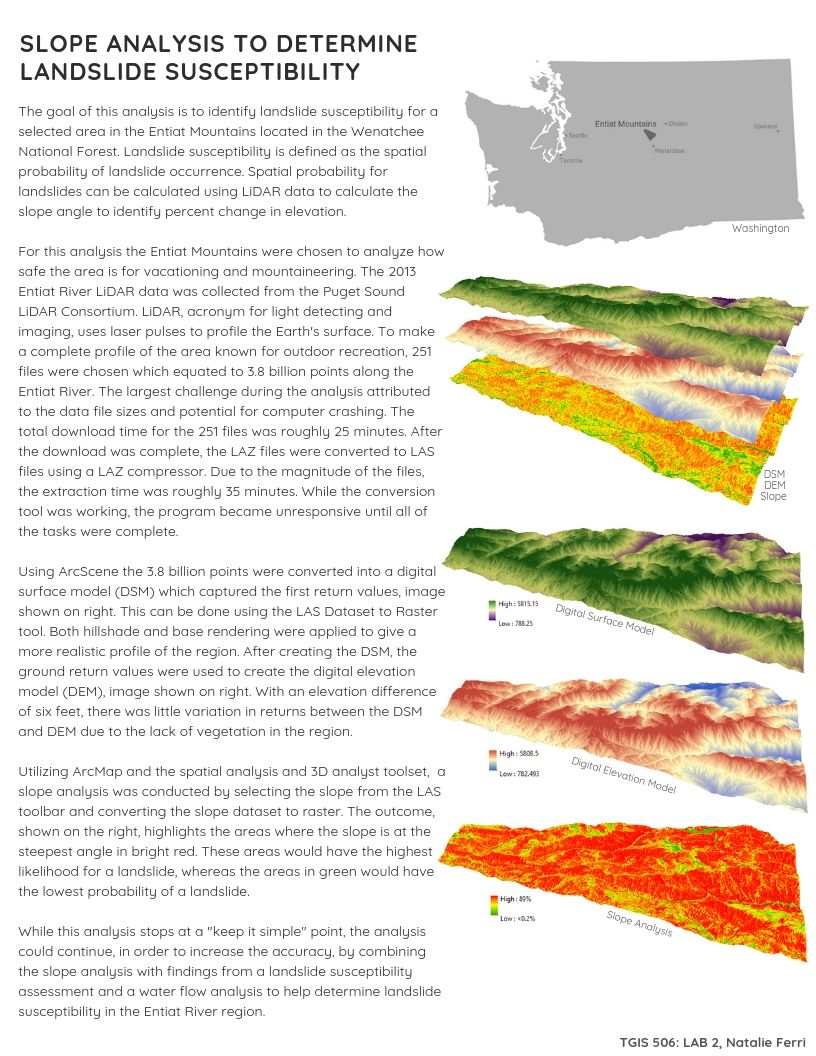 SLOPE ANALYSIS TO DETERMINE
LANDSLIDE SUSCEPTIBILITY
The goal of this analysis is to identify landslide susceptibility for a
selected area in the Entiat Mountains located in the Wenatchee
National Forest. Landslide susceptibility is defined as the spatial
probability of landslide occurrence. Spatial probability for
landslides can be calculated using LiDAR data to calculate the
slope angle to identify percent change in elevation.
For this analysis the Entiat Mountains were chosen to analyze how
safe the area is for vacationing and mountaineering. The 2013
Entiat River LiDAR data was collected from the Puget Sound
LiDAR Consortium. LiDAR, acronym for light detecting and
imaging, uses laser pulses to profile the Earth's surface. To make
a complete profile of the area known for outdoor recreation, 251
files were chosen which equated to 3.8 billion points along the
Entiat River. The largest challenge during the analysis attributed
to the data file sizes and potential for computer crashing. The
total download time for the 251 files was roughly 25 minutes. After
the download was complete, the LAZ files were converted to LAS
files using a LAZ compressor. Due to the magnitude of the files,
the extraction time was roughly 35 minutes. While the conversion
tool was working, the program became unresponsive until all of
the tasks were complete.
Using ArcScene the 3.8 billion points were converted into a digital
surface model (DSM) which captured the first return values, image
shown on right. This can be done using the LAS Dataset to Raster
tool. Both hillshade and base rendering were applied to give a
more realistic profile of the region. After creating the DSM, the
ground return values were used to create the digital elevation
model (DEM), image shown on right. With an elevation difference
of six feet, there was little variation in returns between the DSM
and DEM due to the lack of vegetation in the region.
Utilizing ArcMap and the spatial analysis and 3D analyst toolset, a
slope analysis was conducted by selecting the slope from the LAS
toolbar and converting the slope dataset to raster. The outcome,
shown on the right, highlights the areas where the slope is at the
steepest angle in bright red. These areas would have the highest
likelihood for a landslide, whereas the areas in green would have
the lowest probability of a landslide.
While this analysis stops at a "keep it simple" point, the analysis
could continue, in order to increase the accuracy, by combining
the slope analysis with findings from a landslide susceptibility
assessment and a water flow analysis to help determine landslide
susceptibility in the Entiat River region.
Entiat Mountains
Chelan
Seattle
Spokane
Wenatchee
Tacoma
Washington
DSM
DEM
Slope
High : 5815.15
Low : 788.25
Digital Surface Model
High : 5808.5
Low : 782.493
Digital Elevation Model
High : 89%
Low : <0.2%
Slope Analysis
TGIS 506: LAB 2, Natalie Ferri